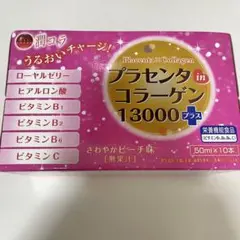 潤コラ
うるおいチャージ!
ローヤルゼリー
ヒアルロン酸
ビタミンB₁
ビタミンB₂
ビタミンB₆
ビタミンC
Placenta & Collagen
プラセンタ in
コラーゲン
13000 プラス
さわやかピーチ味
[無果汁]
栄養機能食品
50ml×10本